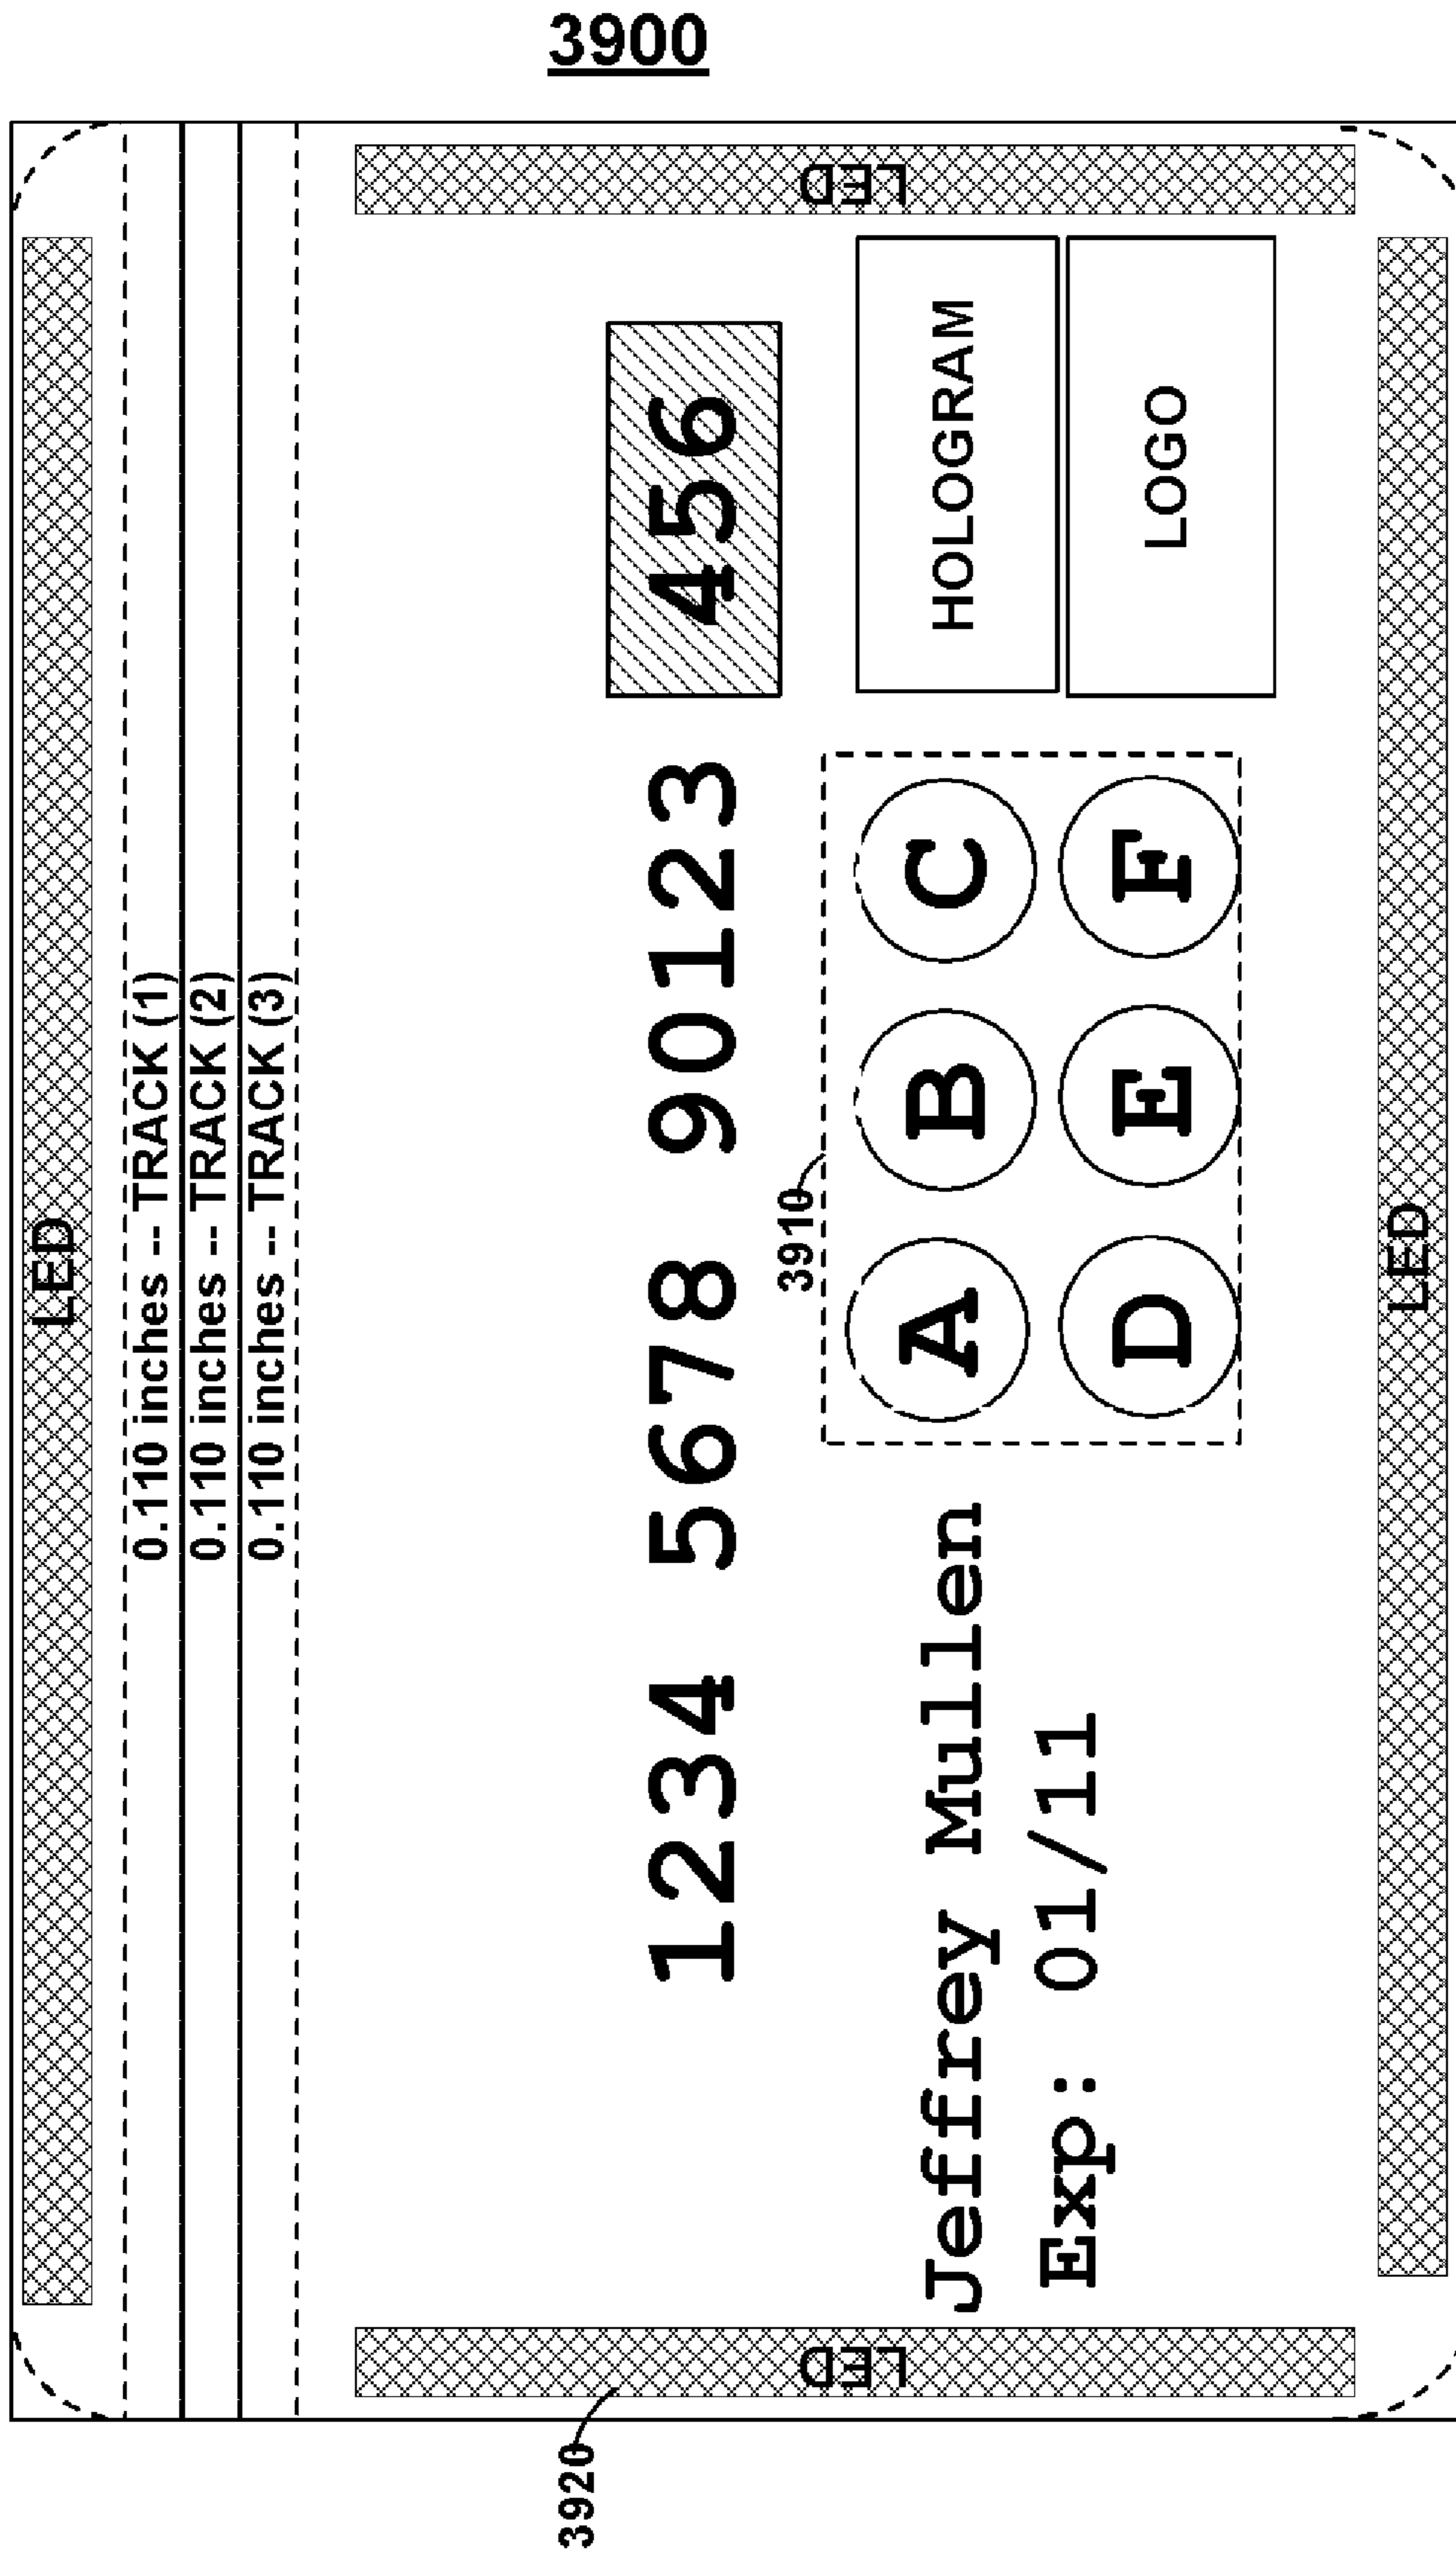 3900
LED
0.110 inches -- TRACK (1)
0.110 inches -- TRACK (2)
0.110 inches -- TRACK (3)
LED
LED
3920
1234 5678 90123 456
3910
A B C
D E F
HOLOGRAM
LOGO
Jeffrey Mullen
Exp: 01/11
LED